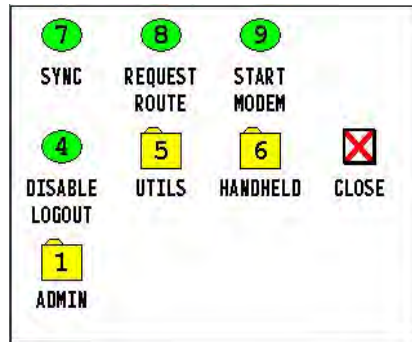 7 8 9
SYNC REQUEST ROUTE START MODEM
4 5 6
DISABLE LOGOUT UTILS HANDHELD CLOSE
1
ADMIN